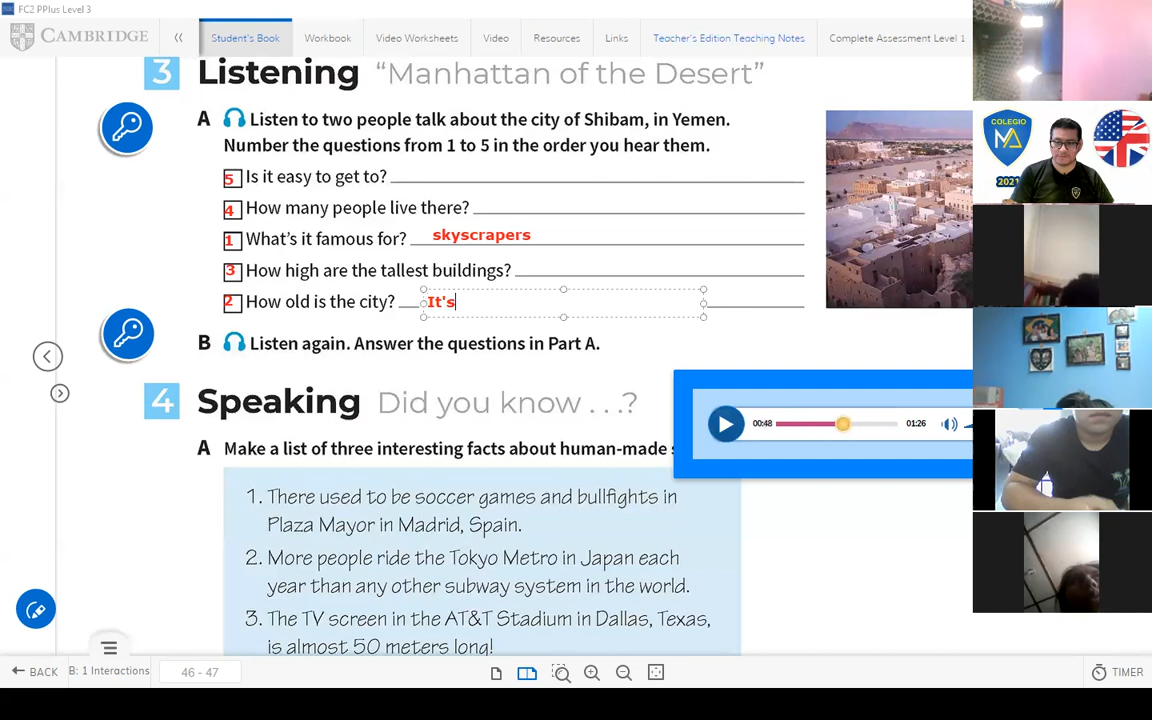 FC2 PPlus Level 3
CAMBRIDGE
Student's Book
Workbook
Video Worksheets
Video
Resources
Links
Teacher's Edition Teaching Notes
Complete Assessment Level 1
3 Listening "Manhattan of the Desert"
A Listen to two people talk about the city of Shibam, in Yemen.
Number the questions from 1 to 5 in the order you hear them.
5 Is it easy to get to?
4 How many people live there?
1 What's it famous for? skyscrapers
3 How high are the tallest buildings?
2 How old is the city? It's
B Listen again. Answer the questions in Part A.
4 Speaking Did you know . . .?
A Make a list of three interesting facts about human-made
00:48
01:26
1. There used to be soccer games and bullfights in
Plaza Mayor in Madrid, Spain.
2. More people ride the Tokyo Metro in Japan each
year than any other subway system in the world.
3. The TV screen in the AT&T Stadium in Dallas, Texas,
is almost 50 meters long!
BACK
B: 1 Interactions
46 - 47
TIMER
COLEGIO
MA
2021